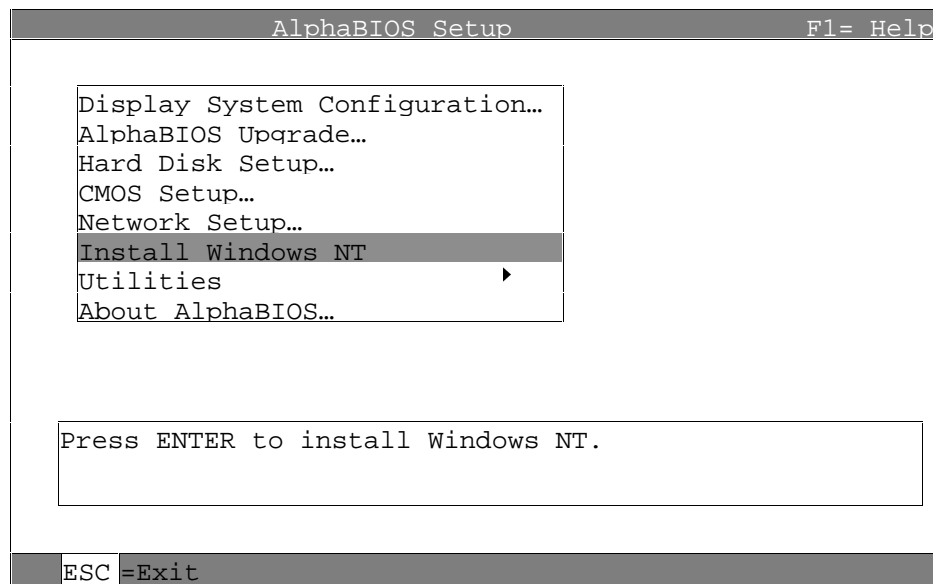 AlphaBIOS Setup F1= Help
Display System Configuration…
AlphaBIOS Upgrade…
Hard Disk Setup…
CMOS Setup…
Network Setup…
Install Windows NT
Utilities
About AlphaBIOS…
Press ENTER to install Windows NT.
ESC =Exit